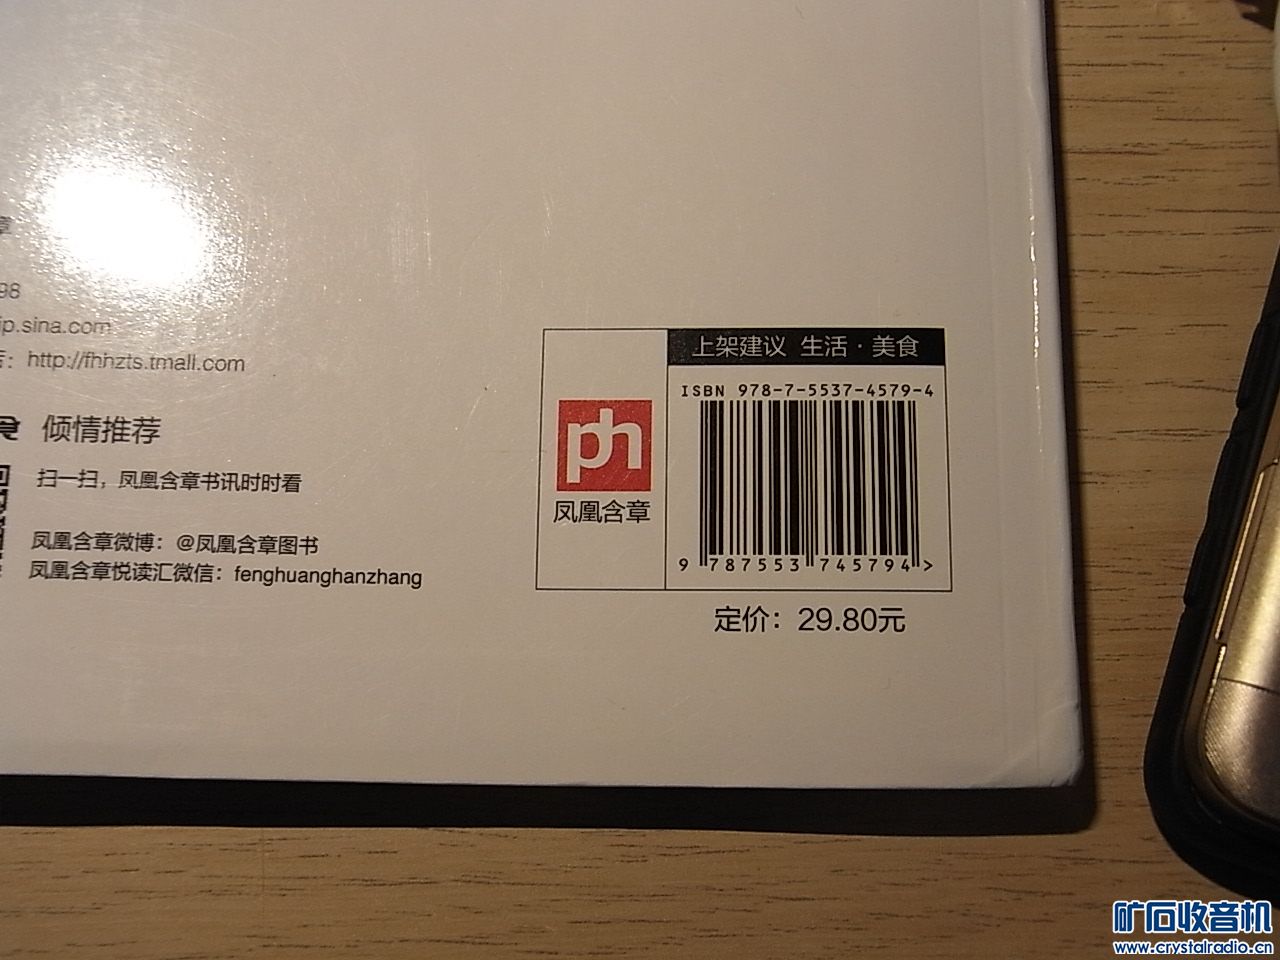 章
98
ip.sina.com
：http://fhhzts.tmall.com
食 倾情推荐
扫一扫，凤凰含章书讯时时看
凤凰含章微博：@凤凰含章图书
凤凰含章悦读汇微信：fenghuanghanzhang
上架建议 生活·美食
ISBN 978-7-5537-4579-4
ph
凤凰含章
9 787553 745794 >
定价：29.80元
矿石收音机
www.crystalradio.cn